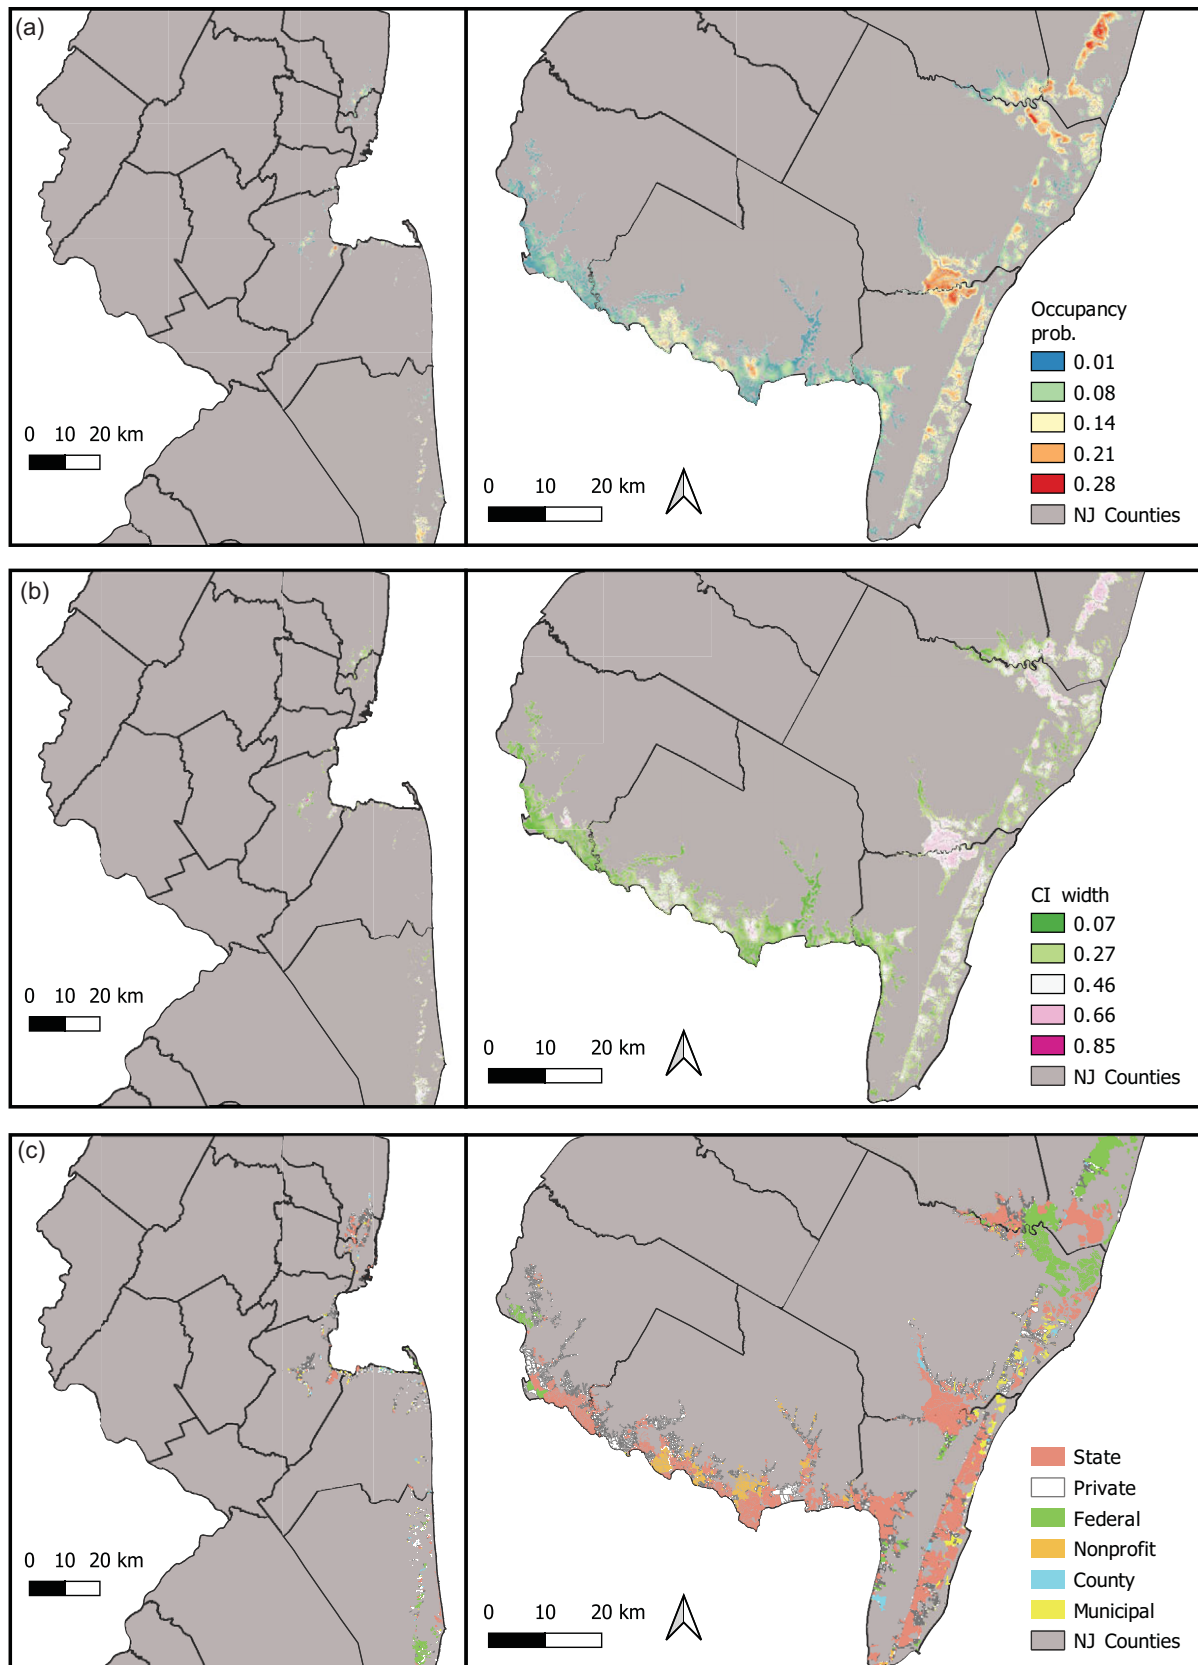 (a)
0 10 20 km
0 10 20 km
Occupancy
prob.
0.01
0.08
0.14
0.21
0.28
NJ Counties
(b)
0 10 20 km
0 10 20 km
CI width
0.07
0.27
0.46
0.66
0.85
NJ Counties
(c)
0 10 20 km
0 10 20 km
State
Private
Federal
Nonprofit
County
Municipal
NJ Counties